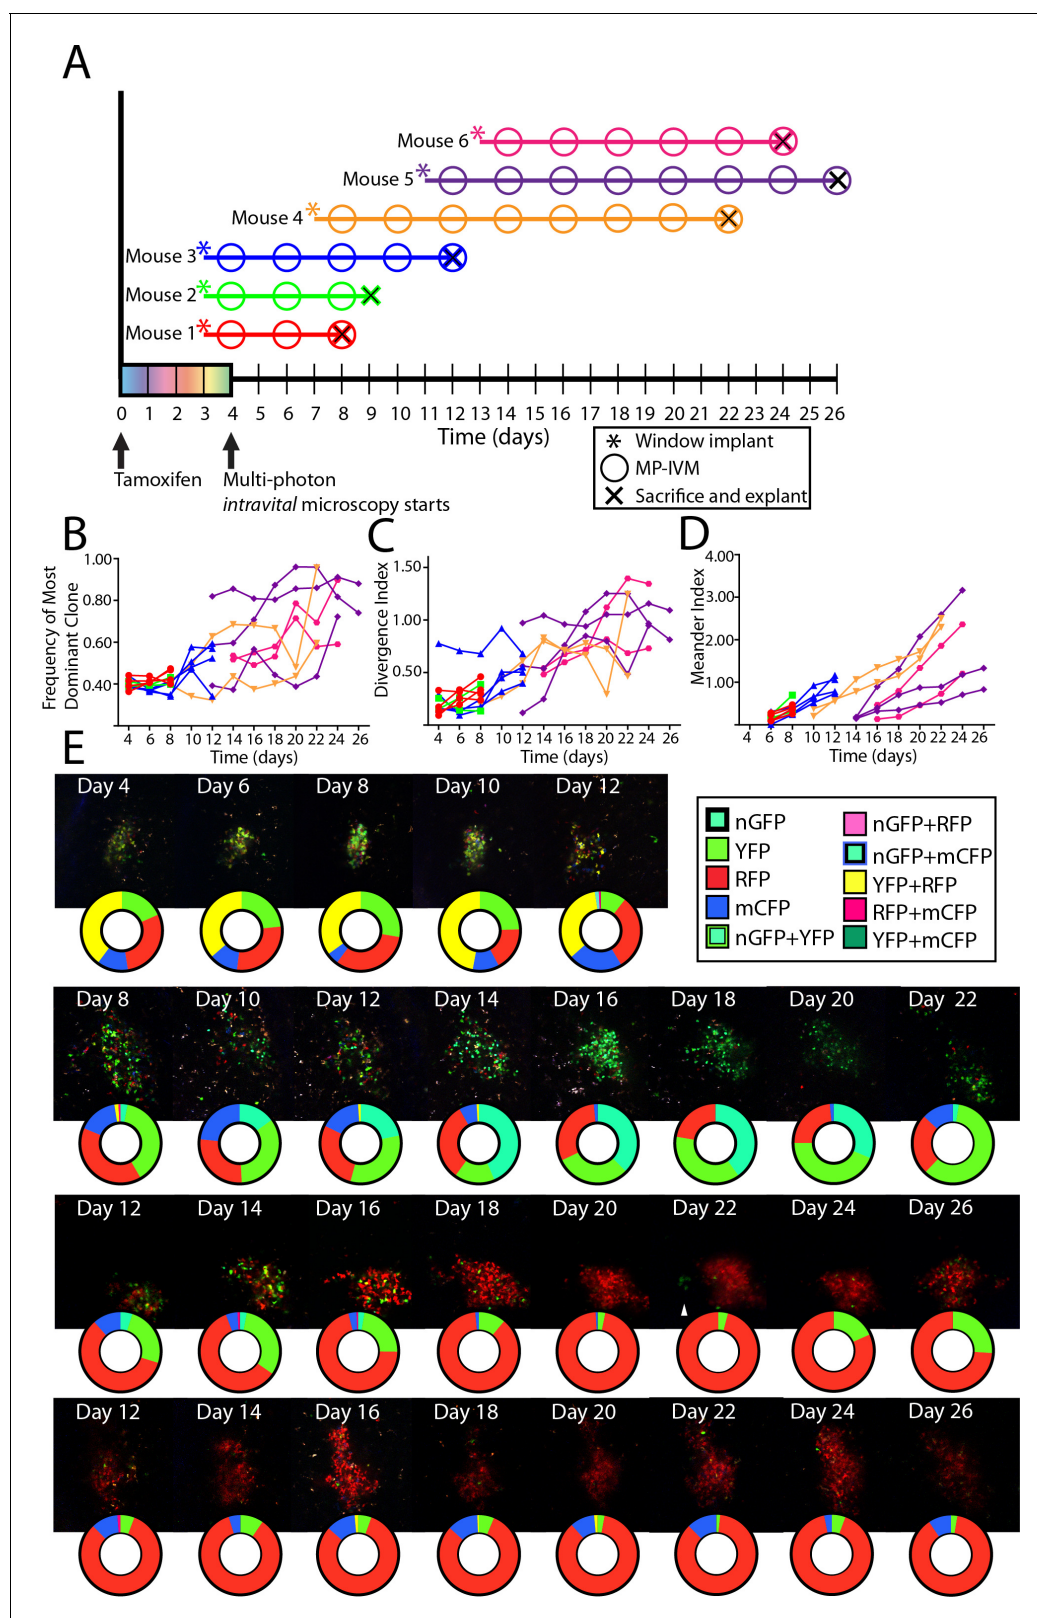 A
Mouse 6
Mouse 5
Mouse 4
Mouse 3
Mouse 2
Mouse 1
0 1 2 3 4 5 6 7 8 9 10 11 12 13 14 15 16 17 18 19 20 21 22 23 24 25 26
Time (days)
Tamoxifen
Multi-photon
intravital microscopy starts
* Window implant
MP-IVM
Sacrifice and explant
B
Frequency of Most
Dominant Clone
1.00
0.80
0.60
0.40
4 6 8 10 12 14 16 18 20 22 24 26
Time (days)
C
Divergence Index
1.50
1.00
0.50
4 6 8 10 12 14 16 18 20 22 24 26
Time (days)
D
Meander Index
4.00
3.00
2.00
1.00
4 6 8 10 12 14 16 18 20 22 24 26
Time (days)
E
Day 4 Day 6 Day 8 Day 10 Day 12
nGFP
YFP
RFP
mCFP
nGFP+YFP
nGFP+RFP
nGFP+mCFP
YFP+RFP
RFP+mCFP
YFP+mCFP
Day 8 Day 10 Day 12 Day 14 Day 16 Day 18 Day 20 Day 22
Day 12 Day 14 Day 16 Day 18 Day 20 Day 22 Day 24 Day 26
Day 12 Day 14 Day 16 Day 18 Day 20 Day 22 Day 24 Day 26